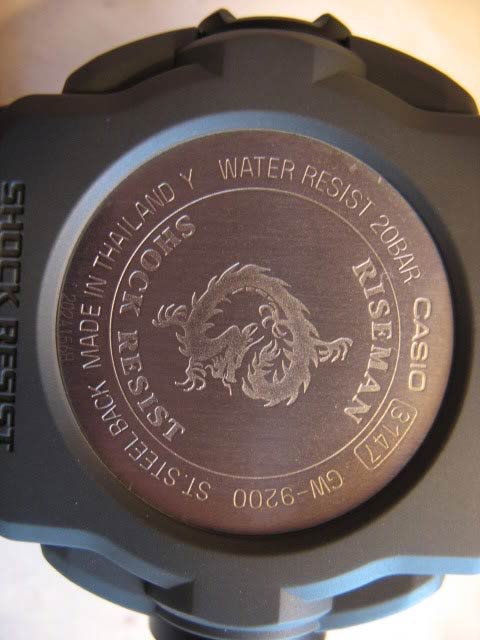 CASIO 3147 GW-9200 ST. STEEL BACK MADE IN THAILAND Y WATER RESIST 20BAR
RISEMAN
SHOCK RESIST
SHOCK RESIST